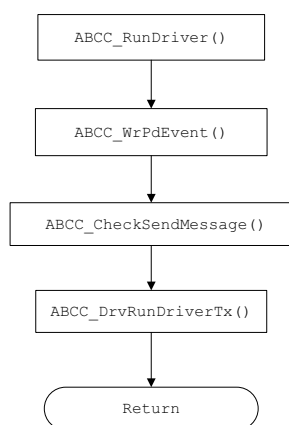 ABCC_RunDriver()
ABCC_WrPdEvent()
ABCC_CheckSendMessage()
ABCC_DrvRunDriverTx()
Return